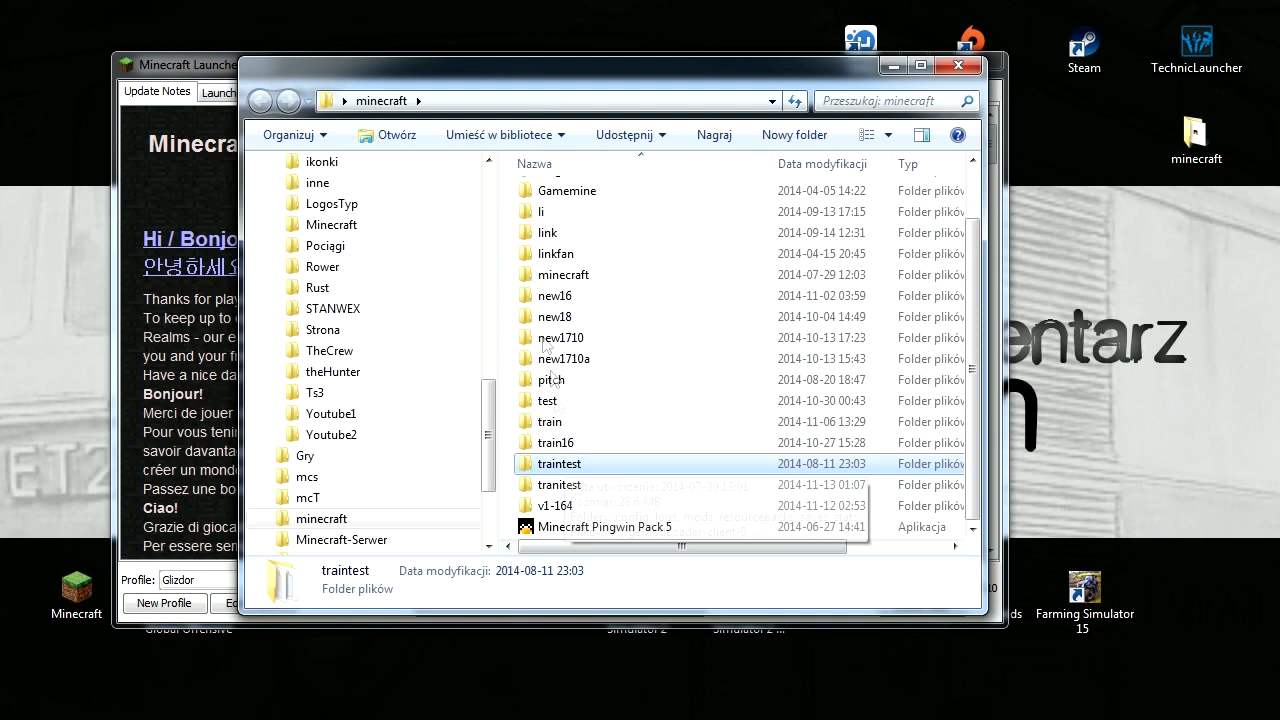 Steam
TechnicLauncher
minecraft
Minecraft Launche
Update Notes
Launch
Minecra
Hi / Bonjo
안녕하세요
Thanks for play
To keep up to
Realms - our e
you and your fr
Have a nice da
Bonjour!
Merci de jouer
Pour vous tenir
savoir davanta
créer un mond
Passez une bo
Ciao!
Grazie di gioca
Per essere sem
Profile:
Glizdor
New Profile
Ed
minecraft
Przeszukaj: minecraft
Organizuj
Otwórz
Umieść w bibliotece
Udostępnij
Nagraj
Nowy folder
ikonki
inne
LogosTyp
Minecraft
Pociągi
Rower
Rust
STANWEX
Strona
TheCrew
theHunter
Ts3
Youtube1
Youtube2
Gry
mcs
mcT
minecraft
Minecraft-Serwer
Nazwa Data modyfikacji Typ
Gamemine 2014-04-05 14:22 Folder plików
li 2014-09-13 17:15 Folder plików
link 2014-09-14 12:31 Folder plików
linkfan 2014-04-15 20:45 Folder plików
minecraft 2014-07-29 12:03 Folder plików
new16 2014-11-02 03:59 Folder plików
new18 2014-10-04 14:49 Folder plików
new1710 2014-10-13 17:23 Folder plików
new1710a 2014-10-13 15:43 Folder plików
pitch 2014-08-20 18:47 Folder plików
test 2014-10-30 00:43 Folder plików
train 2014-11-06 13:29 Folder plików
train16 2014-10-27 15:28 Folder plików
traintest 2014-08-11 23:03 Folder plików
tranitest 2014-11-13 01:07 Folder plików
v1-164 2014-11-12 02:53 Folder plików
Minecraft Pingwin Pack 5 2014-06-27 14:41 Aplikacja
traintest Data modyfikacji: 2014-08-11 23:03
Folder plików
entarz
Minecraft
Farming Simulator
15